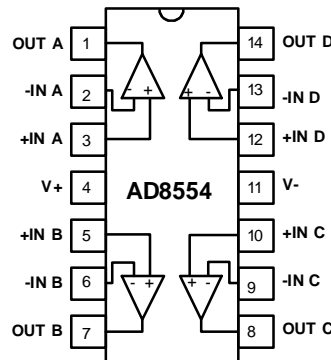 OUT A 1 14 OUT D
-IN A 2 - + + - 13 -IN D
+IN A 3 12 +IN D
V+ 4 AD8554 11 V-
+IN B 5 10 +IN C
-IN B 6 - + + - 9 -IN C
OUT B 7 8 OUT C